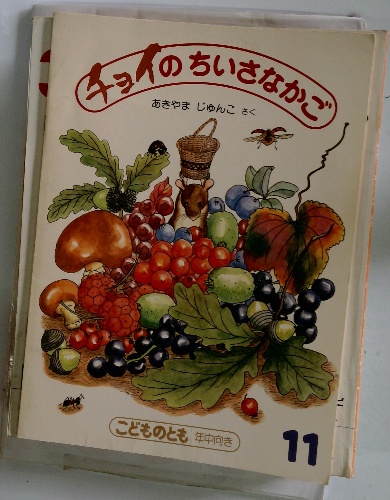 チョイの ちいさなかご
あきやま じゅんこ さく
こどものとも 年中向き
11